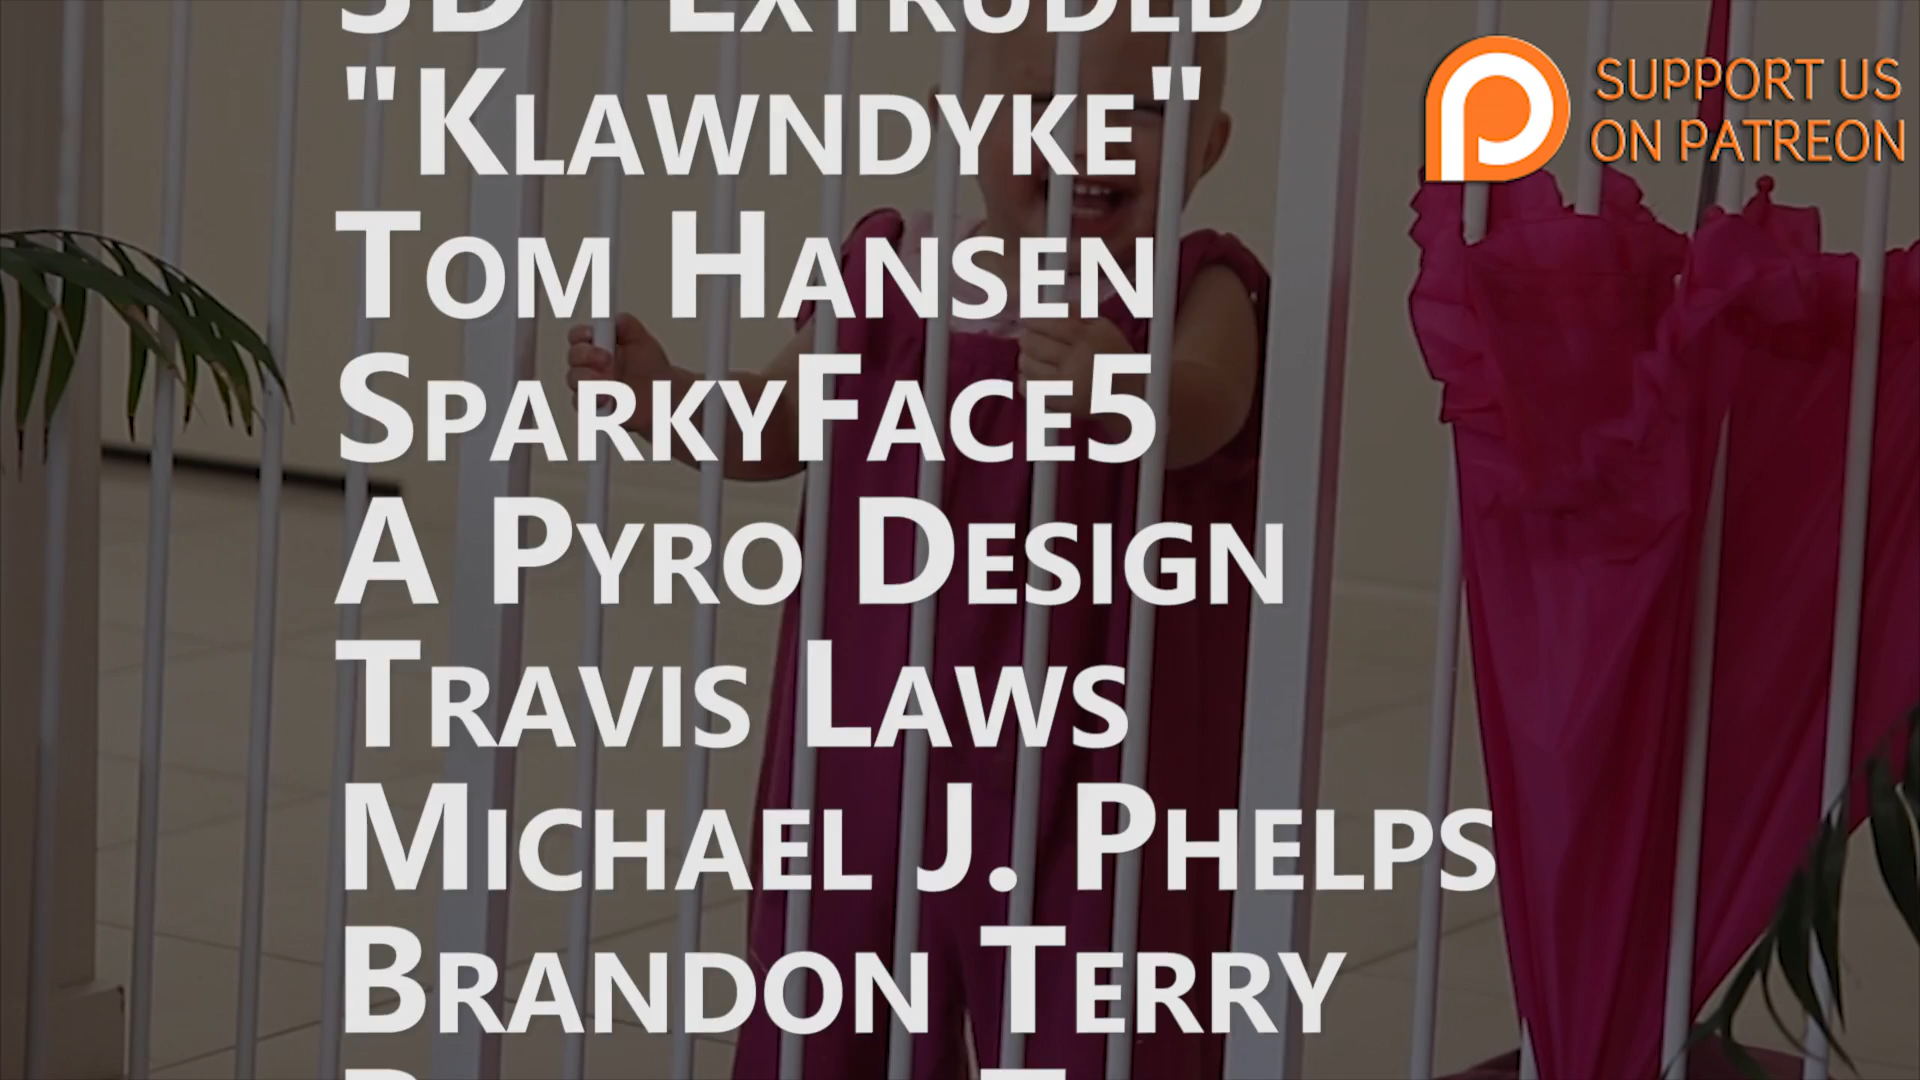 "Klawndyke"
Tom Hansen
SparkyFace5
A Pyro Design
Travis Laws
Michael J. Phelps
Brandon Terry
SUPPORT US
ON PATREON